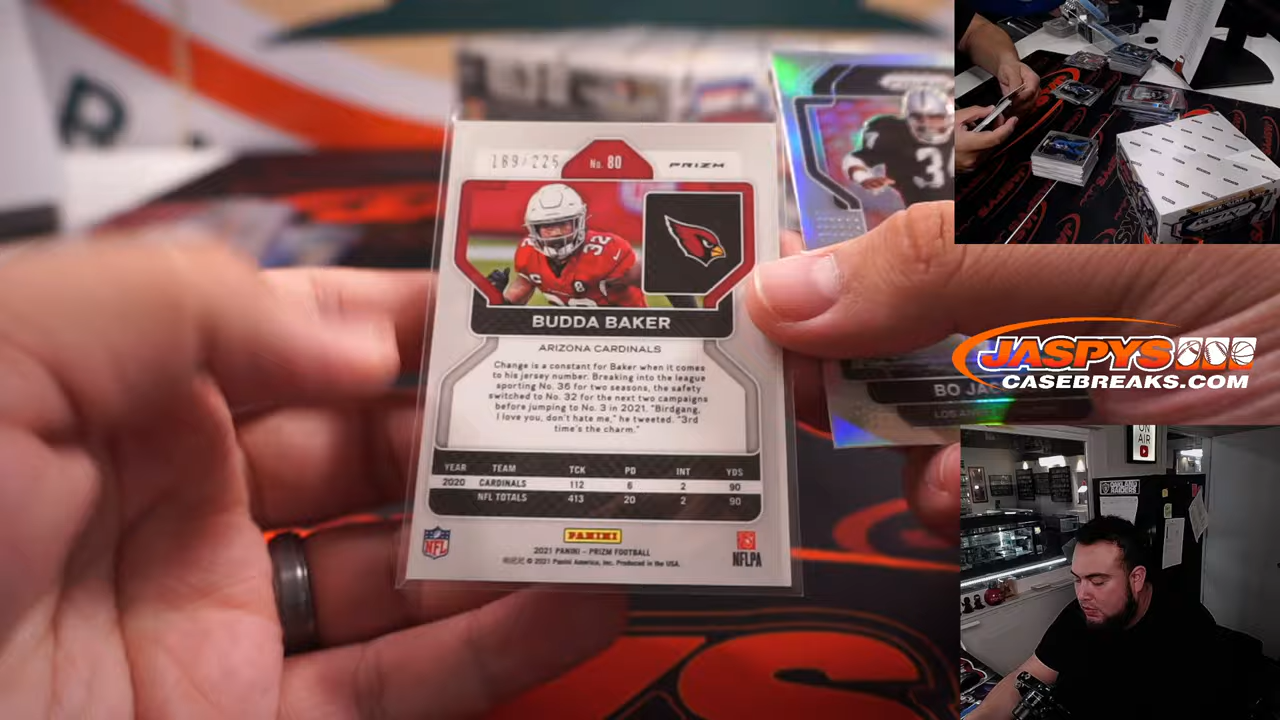 189/225
No. 80
PRIZM
32
BUDDA BAKER
ARIZONA CARDINALS
Change is a constant for Baker when it comes
to his jersey number. Breaking into the league
sporting No. 36 for two seasons, the safety
switched to No. 32 for the next two campaigns
before jumping to No. 3 in 2021. "Birdgang,
I love you, don't hate me," he tweeted. "3rd
time's the charm."
YEAR TEAM TCK PD INT YDS
2020 CARDINALS 112 6 2 90
NFL TOTALS 413 20 2 90
NFL
PANINI
2021 PANINI – PRIZM FOOTBALL
© 2021 Panini America, Inc. Produced in the USA.
NFLPA
BO
LOS
JASPYS
CASEBREAKS.COM
ON
AIR
OAKLAND
RAIDERS